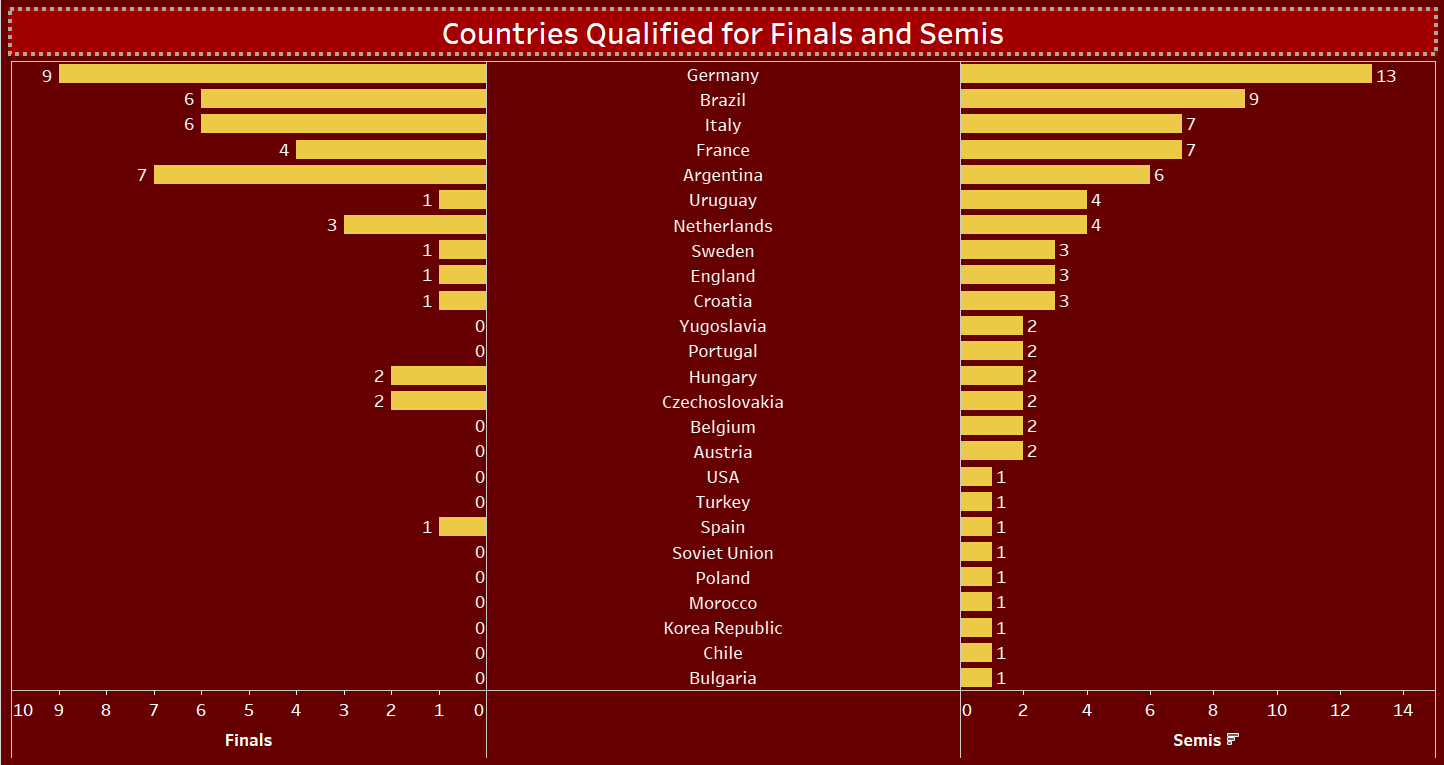 Countries Qualified for Finals and Semis
9 Germany 13
6 Brazil 9
6 Italy 7
4 France 7
7 Argentina 6
1 Uruguay 4
3 Netherlands 4
1 Sweden 3
1 England 3
1 Croatia 3
0 Yugoslavia 2
0 Portugal 2
2 Hungary 2
2 Czechoslovakia 2
0 Belgium 2
0 Austria 2
0 USA 1
0 Turkey 1
1 Spain 1
0 Soviet Union 1
0 Poland 1
0 Morocco 1
0 Korea Republic 1
0 Chile 1
0 Bulgaria 1
10 9 8 7 6 5 4 3 2 1 0 0 2 4 6 8 10 12 14
Finals Semis